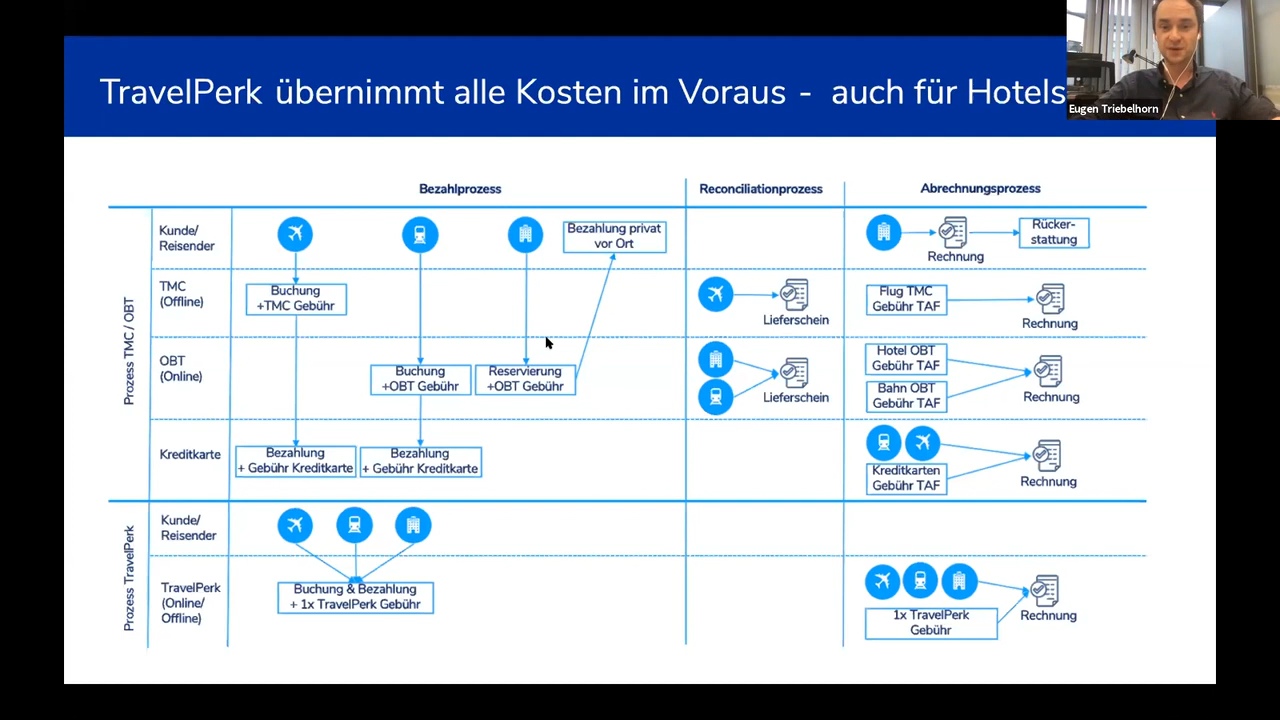 TravelPerk übernimmt alle Kosten im Voraus - auch für Hotels
Eugen Triebelhorn
Bezahlprozess
Reconciliationprozess
Abrechnungsprozess
Prozess TMC / OBT
Kunde/
Reisender
Bezahlung privat
vor Ort
Rechnung
Rücker-
stattung
TMC
(Offline)
Buchung
+TMC Gebühr
Lieferschein
Flug TMC
Gebühr TAF
Rechnung
OBT
(Online)
Buchung
+OBT Gebühr
Reservierung
+OBT Gebühr
Lieferschein
Hotel OBT
Gebühr TAF
Bahn OBT
Gebühr TAF
Rechnung
Kreditkarte
Bezahlung
+ Gebühr Kreditkarte
Bezahlung
+ Gebühr Kreditkarte
Kreditkarten
Gebühr TAF
Rechnung
Prozess TravelPerk
Kunde/
Reisender
TravelPerk
(Online/
Offline)
Buchung & Bezahlung
+ 1x TravelPerk Gebühr
1x TravelPerk
Gebühr
Rechnung